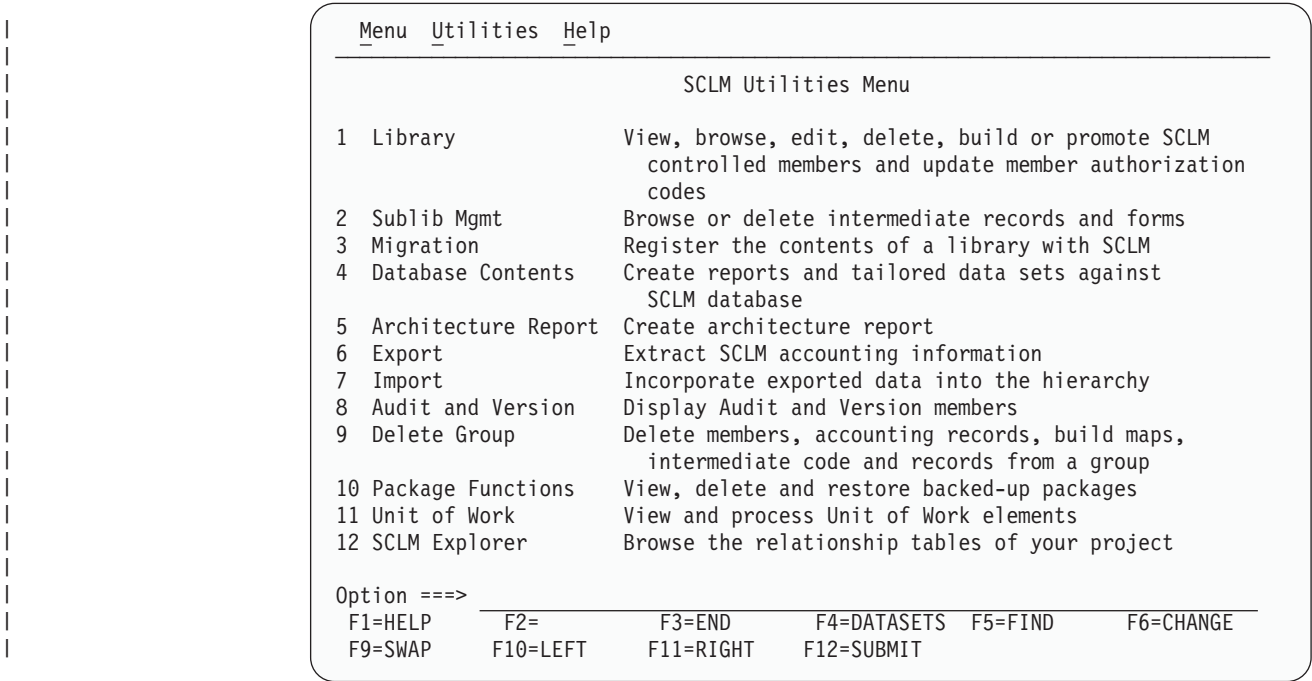 Menu Utilities Help
SCLM Utilities Menu
1 Library View, browse, edit, delete, build or promote SCLM
controlled members and update member authorization
codes
2 Sublib Mgmt Browse or delete intermediate records and forms
3 Migration Register the contents of a library with SCLM
4 Database Contents Create reports and tailored data sets against
SCLM database
5 Architecture Report Create architecture report
6 Export Extract SCLM accounting information
7 Import Incorporate exported data into the hierarchy
8 Audit and Version Display Audit and Version members
9 Delete Group Delete members, accounting records, build maps,
intermediate code and records from a group
10 Package Functions View, delete and restore backed-up packages
11 Unit of Work View and process Unit of Work elements
12 SCLM Explorer Browse the relationship tables of your project
Option ===>
F1=HELP F2= F3=END F4=DATASETS F5=FIND F6=CHANGE
F9=SWAP F10=LEFT F11=RIGHT F12=SUBMIT